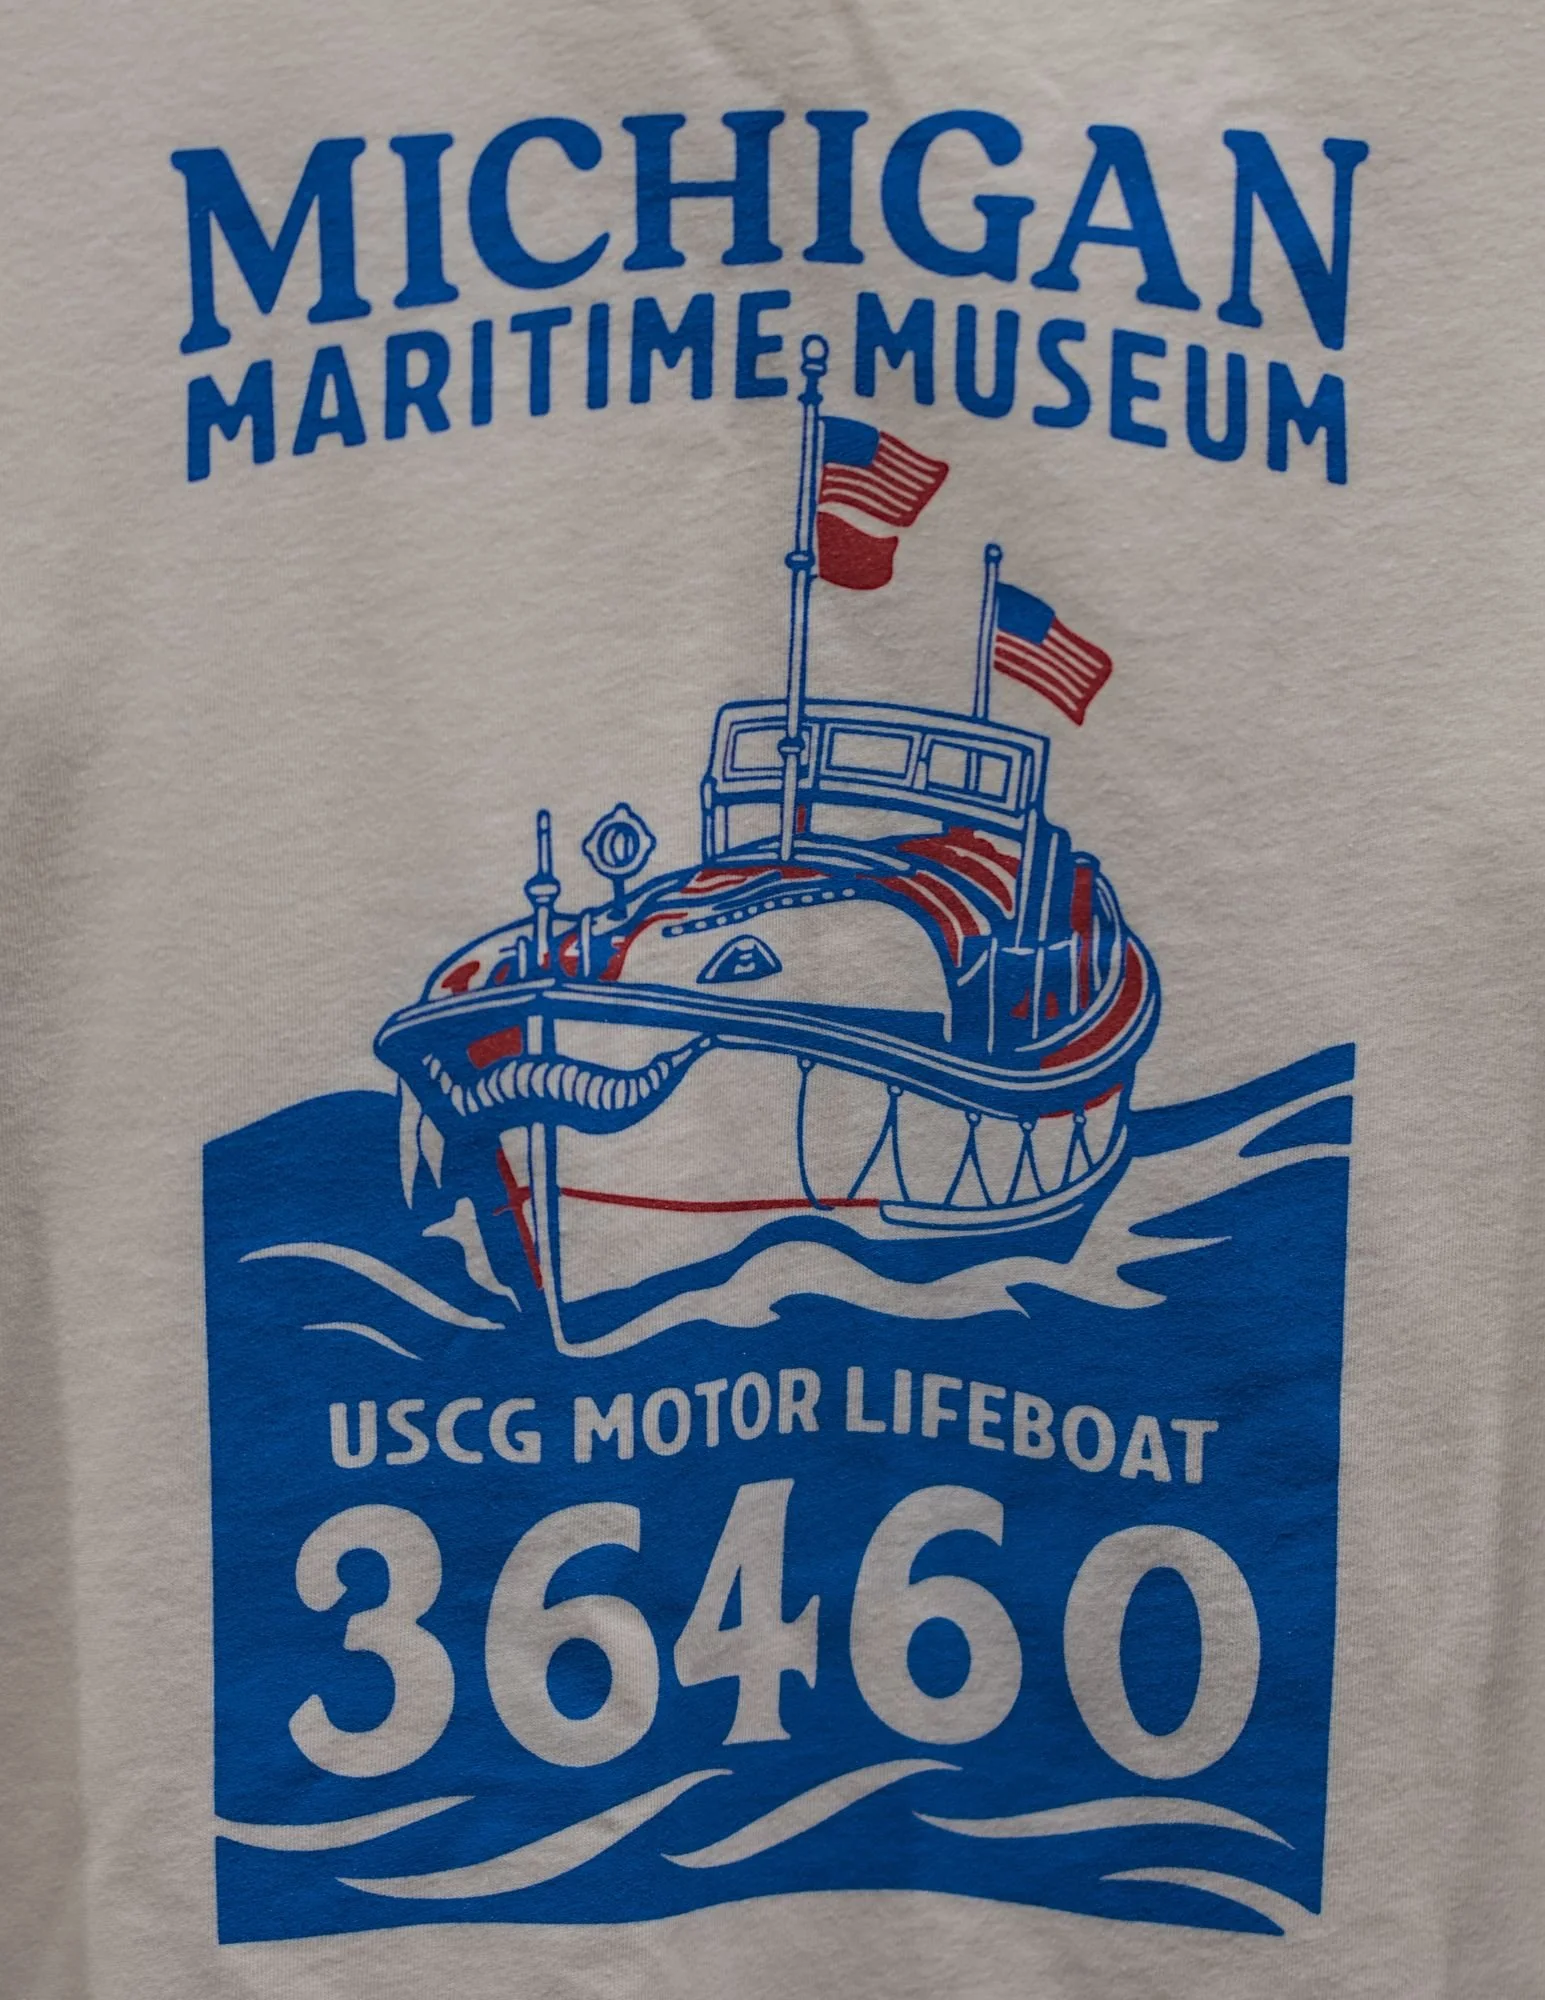 MICHIGAN
MARITIME MUSEUM
USCG MOTOR LIFEBOAT
36460